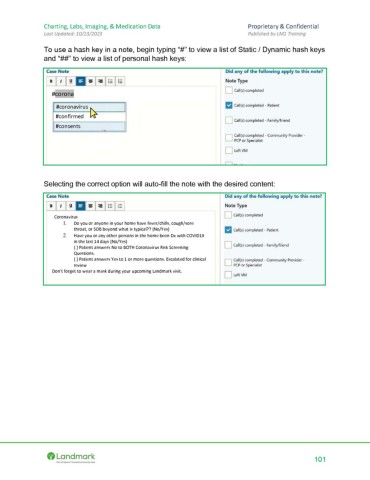 Charting, Labs, Imaging, & Medication Data
Proprietary & Confidential
Last Updated: 10/23/2020
Published by LMS Training
To use a hash key in a note, begin typing “#” to view a list of Static / Dynamic hash keys
and “##” to view a list of personal hash keys:
Case Note
Did any of the following apply to this note?
B I U
Note Type
#corona
Call(s) completed
#coronavirus
Call(s) completed - Patient
#confirmed
Call(s) completed - Family/friend
#consents
Call(s) completed - Community Provider -
PCP or Specialist
Left VM
Selecting the correct option will auto-fill the note with the desired content:
Case Note
Did any of the following apply to this note?
B I U
Note Type
Coronavirus
Call(s) completed
1. Do you or anyone in your home have fever/chills, cough/sore
throat, or SOB beyond what is typical?? (No/Yes)
Call(s) completed - Patient
2. Have you or any other persons in the home been Dx with COVID19
in the last 14 days (No/Yes)
( ) Patient answers No to BOTH Coronavirus Risk Screening
Questions
Call(s) completed - Family/friend
( ) Patient answers Yes to 1 or more questions. Escalated for clinical
review
Call(s) completed - Community Provider -
PCP or Specialist
Don't forget to wear a mask during your upcoming Landmark visit.
Left VM
Landmark
101